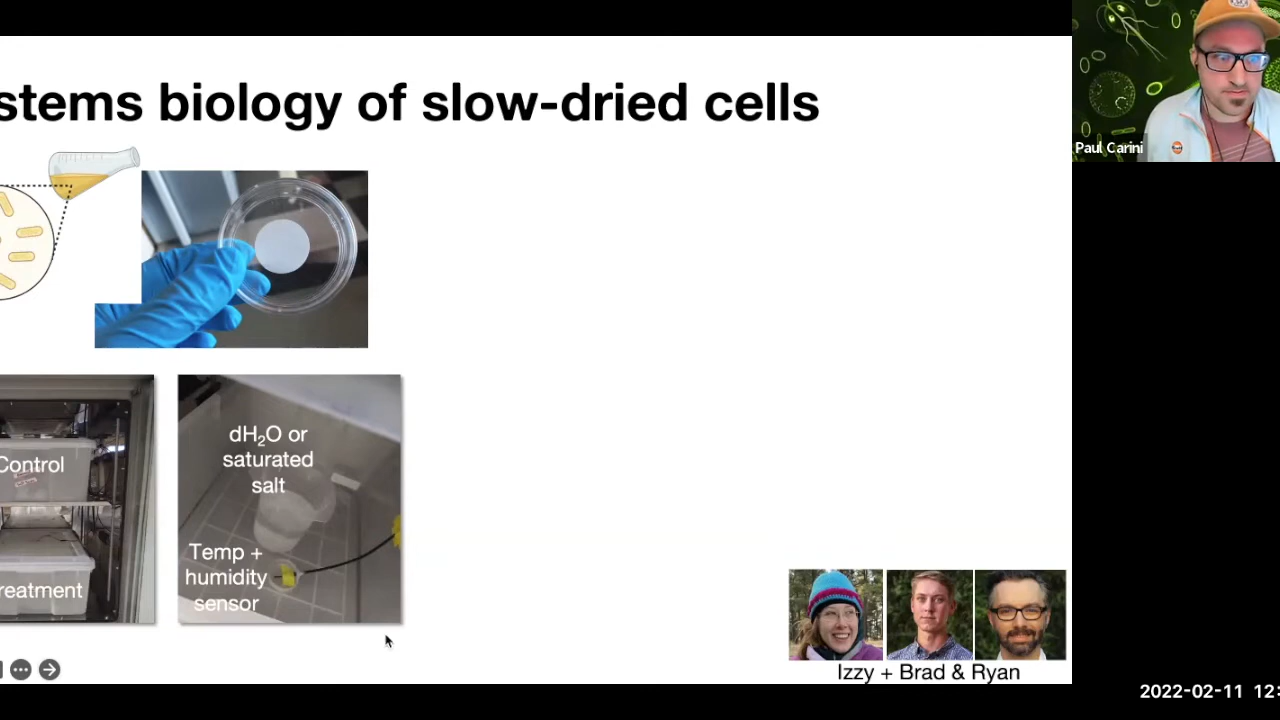 stems biology of slow-dried cells
Paul Carini
Control
reatment
dH₂O or
saturated
salt
Temp +
humidity
sensor
Izzy + Brad & Ryan
2022-02-11 12: